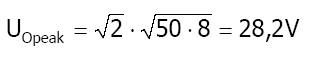 U_Opeak = √2 · √50 · 8 = 28,2V